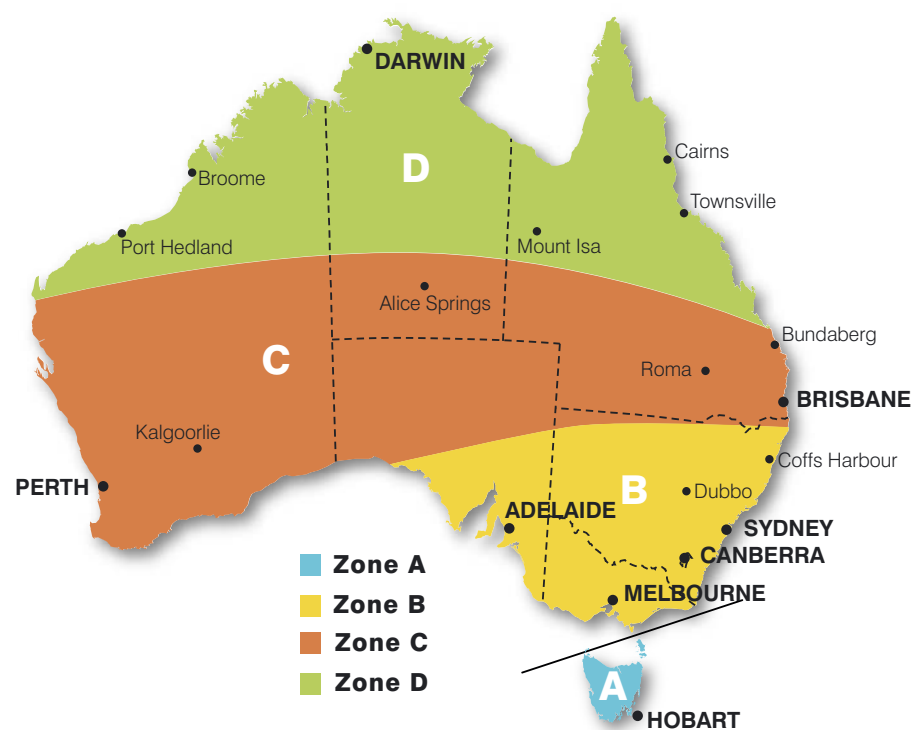 DARWIN
Cairns
D
Broome
Townsville
Port Hedland
Mount Isa
Alice Springs
Bundaberg
C
Roma
BRISBANE
Kalgoorlie
Coffs Harbour
PERTH
B
Dubbo
ADELAIDE
SYDNEY
CANBERRA
Zone A
MELBOURNE
Zone B
Zone C
Zone D
A
HOBART